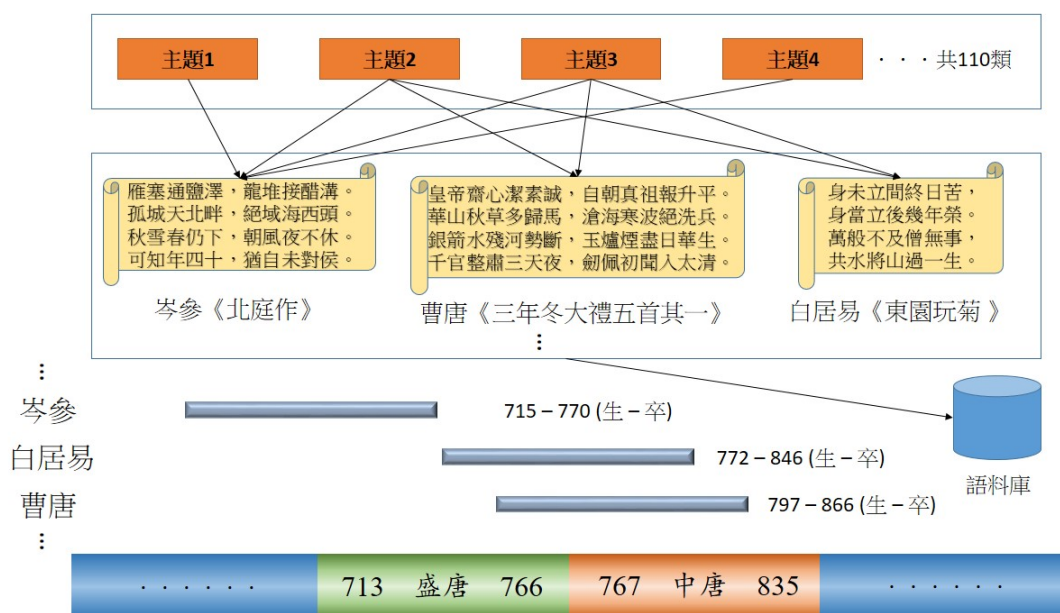 主題1
主題2
主題3
主題4
· · · 共110類
雁塞通鹽澤，龍堆接醋溝。
孤城天北畔，絕域海西頭。
秋雪春仍下，朝風夜不休。
可知年四十，猶自未對侯。
岑參《北庭作》
皇帝齋心潔素誠，自朝真祖報升平。
華山秋草多歸馬，滄海寒波絕洗兵。
銀箭水殘河勢斷，玉爐煙盡日華生。
千官整肅三天夜，劍佩初聞入太清。
曹唐《三年冬大禮五首其一》
身未立間終日苦，
身當立後幾年榮。
萬般不及僧無事，
共水將山過一生。
白居易《東園玩菊 》
⋮
⋮
岑參
715 – 770 (生 – 卒)
白居易
772 – 846 (生 – 卒)
曹唐
797 – 866 (生 – 卒)
⋮
語料庫
· · · · · ·
713 盛唐 766
767 中唐 835
· · · · · ·